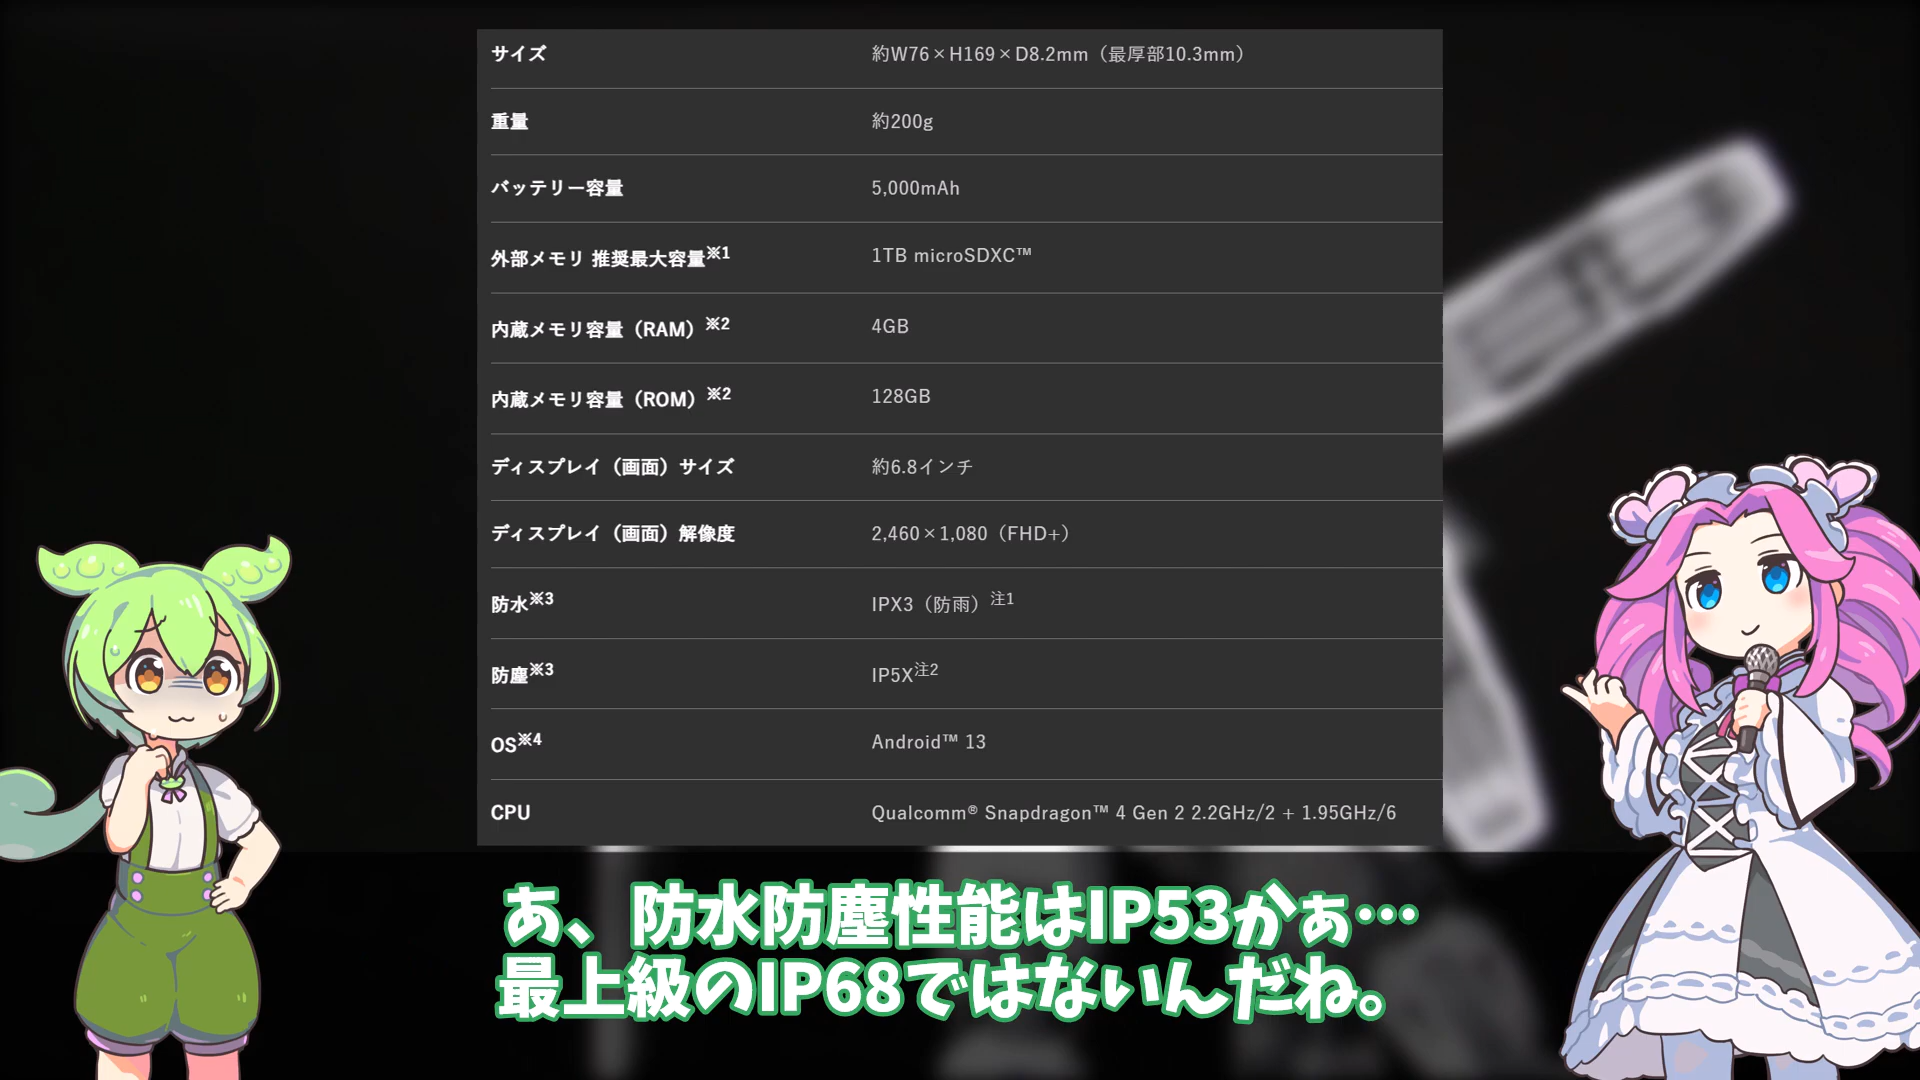 サイズ 約W76×H169×D8.2mm（最厚部10.3mm）
重量 約200g
バッテリー容量 5,000mAh
外部メモリ 推奨最大容量※1 1TB microSDXC™
内蔵メモリ容量（RAM）※2 4GB
内蔵メモリ容量（ROM）※2 128GB
ディスプレイ（画面）サイズ 約6.8インチ
ディスプレイ（画面）解像度 2,460×1,080（FHD+）
防水※3 IPX3（防雨）注1
防塵※3 IP5X注2
OS※4 Android™ 13
CPU Qualcomm® Snapdragon™ 4 Gen 2 2.2GHz/2 + 1.95GHz/6
あ、防水防塵性能はIP53かぁ…
最上級のIP68ではないんだね。